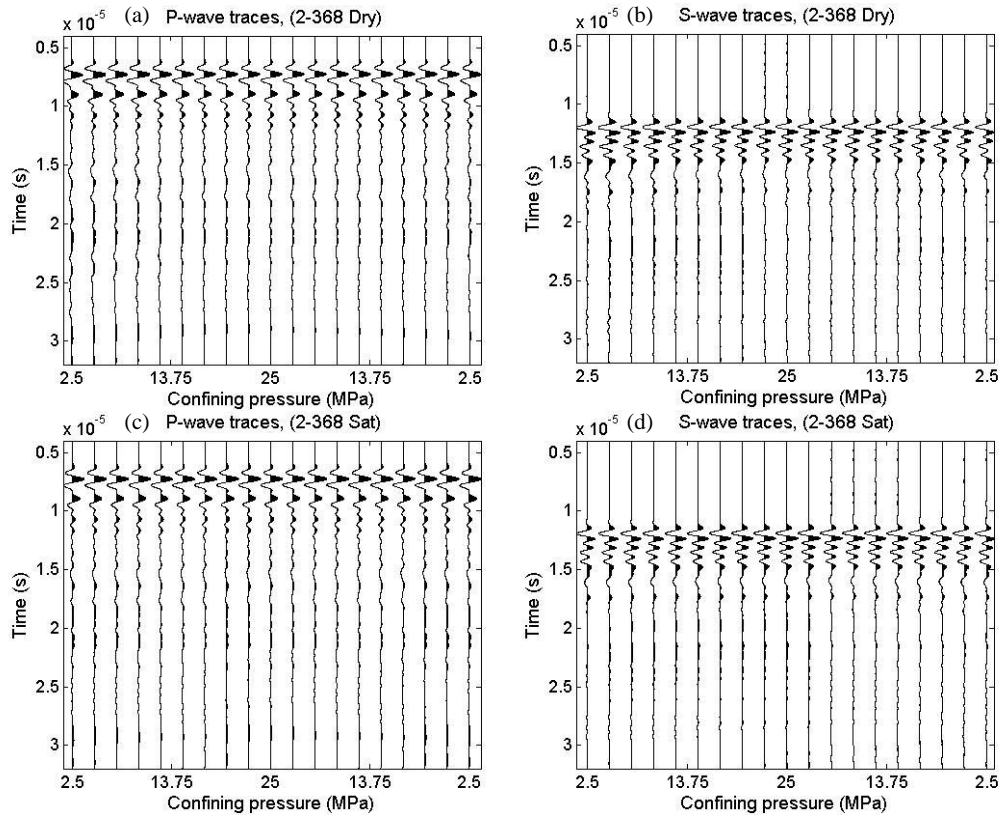 (a)
x 10-5 P-wave traces, (2-368 Dry)
0.5
1
1.5
2
2.5
3
Time (s)
2.5 13.75 25 13.75 2.5
Confining pressure (MPa)
(b)
x 10-5 S-wave traces, (2-368 Dry)
0.5
1
1.5
2
2.5
3
Time (s)
2.5 13.75 25 13.75 2.5
Confining pressure (MPa)
(c)
x 10-5 P-wave traces, (2-368 Sat)
0.5
1
1.5
2
2.5
3
Time (s)
2.5 13.75 25 13.75 2.5
Confining pressure (MPa)
(d)
x 10-5 S-wave traces, (2-368 Sat)
0.5
1
1.5
2
2.5
3
Time (s)
2.5 13.75 25 13.75 2.5
Confining pressure (MPa)